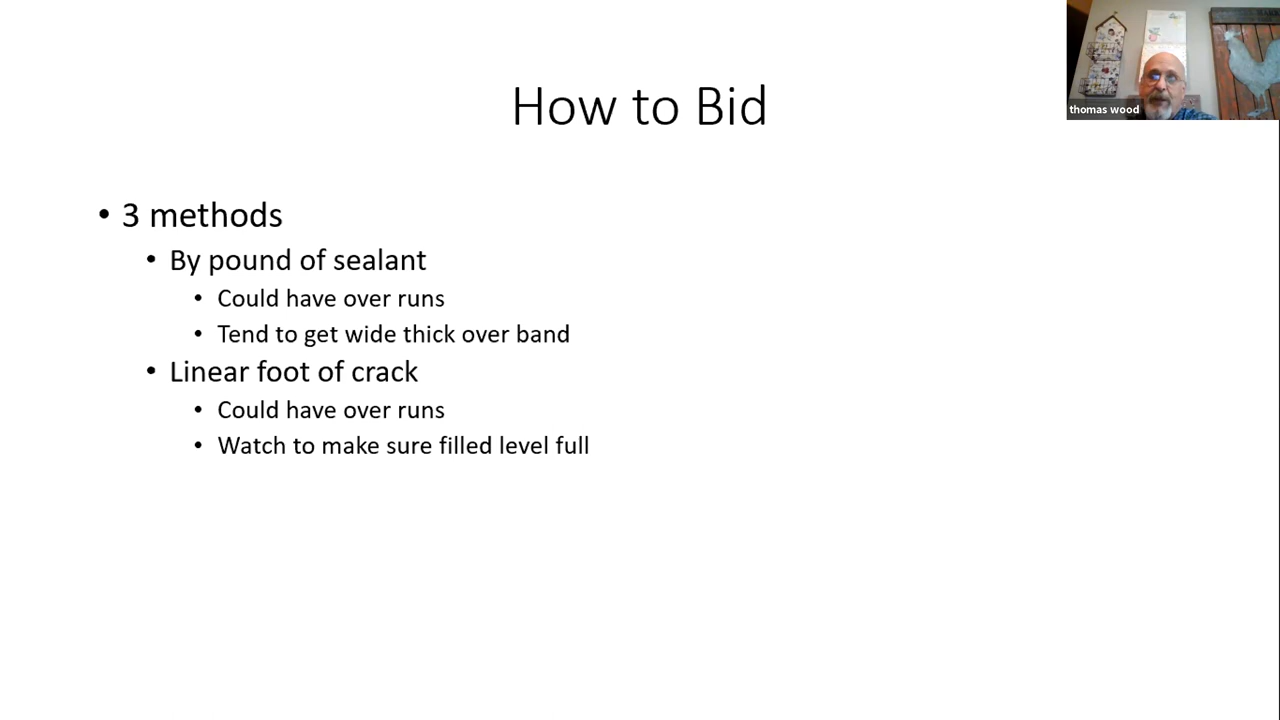 How to Bid
thomas wood
• 3 methods
• By pound of sealant
• Could have over runs
• Tend to get wide thick over band
• Linear foot of crack
• Could have over runs
• Watch to make sure filled level full